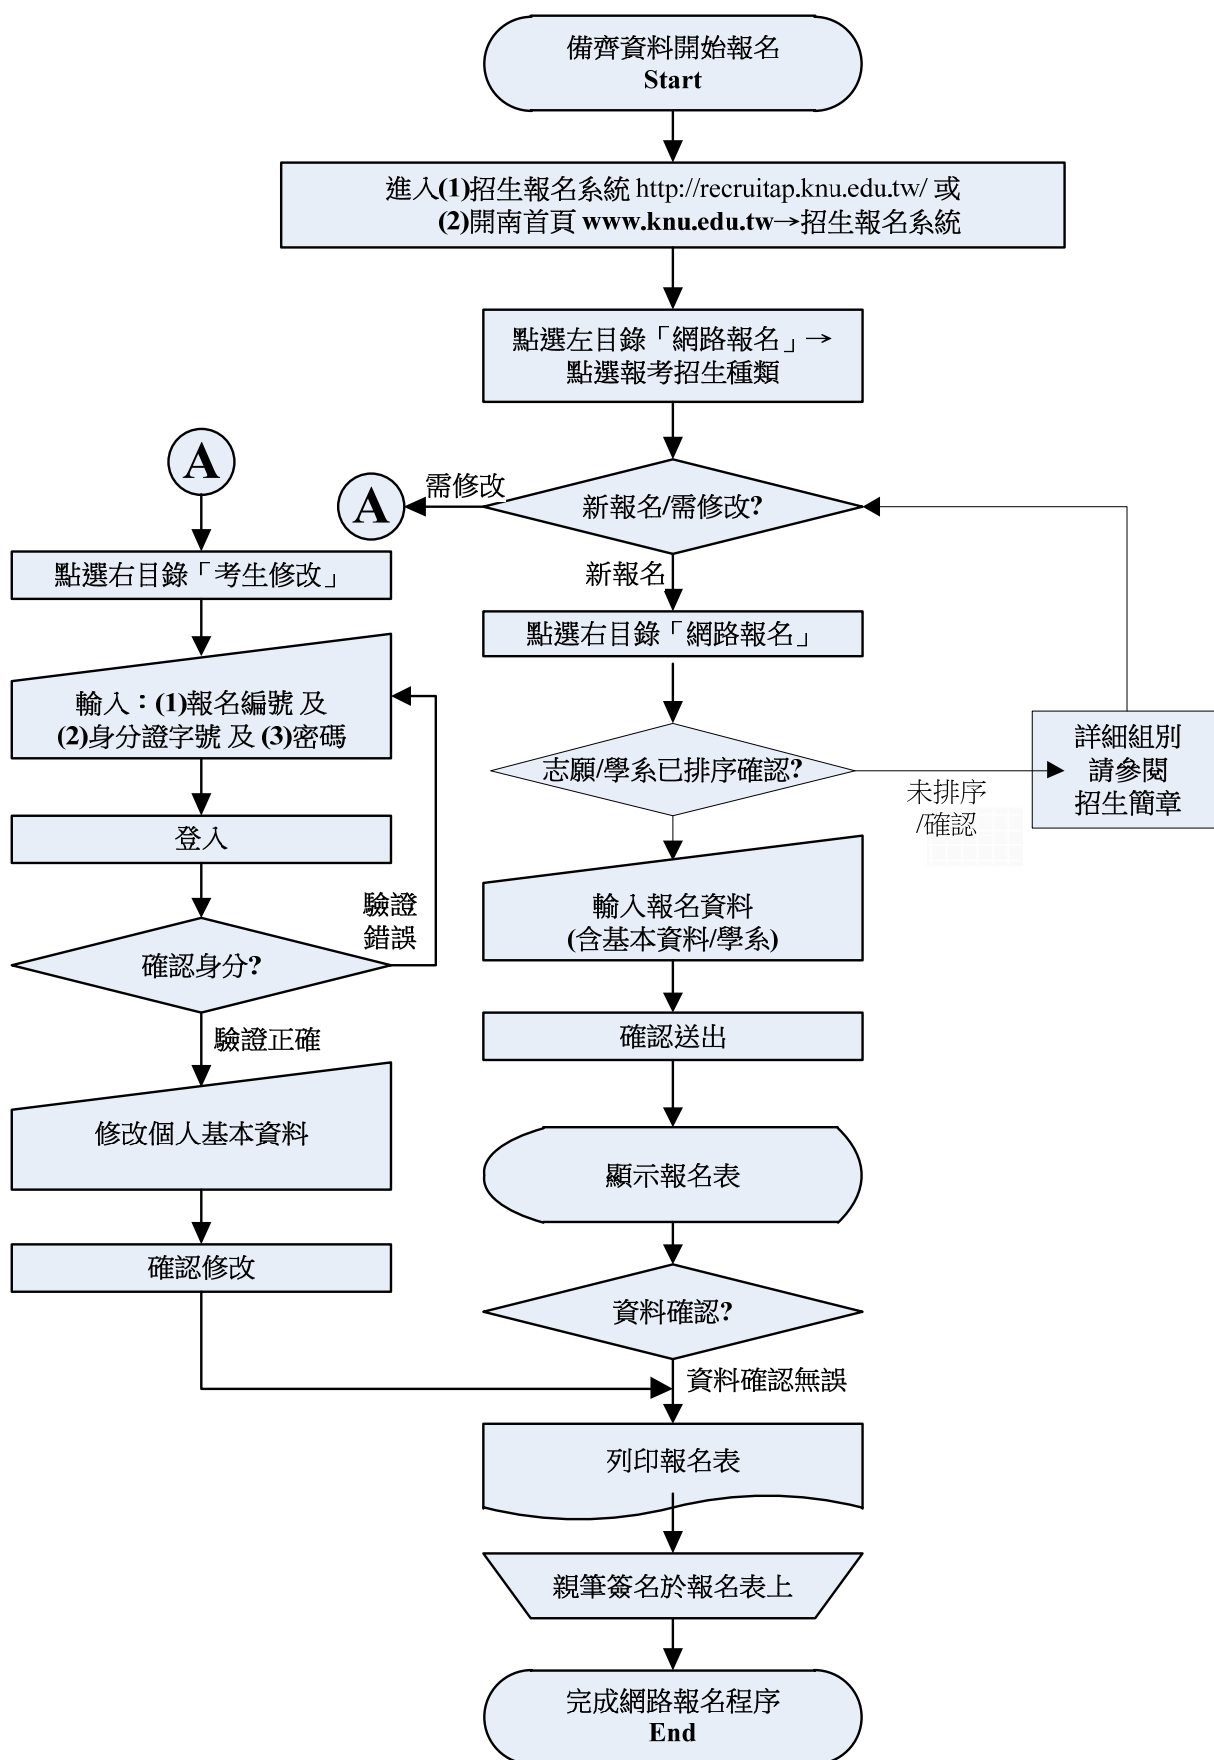 備齊資料開始報名
Start
進入(1)招生報名系統 http://recruitap.knu.edu.tw/ 或
(2)開南首頁 www.knu.edu.tw→招生報名系統
點選左目錄「網路報名」→
點選報考招生種類
新報名/需修改?
需修改
A
A
新報名
點選右目錄「考生修改」
點選右目錄「網路報名」
輸入：(1)報名編號 及
(2)身分證字號 及 (3)密碼
志願/學系已排序確認?
未排序
/確認
詳細組別
請參閱
招生簡章
登入
輸入報名資料
(含基本資料/學系)
驗證
錯誤
確認身分?
驗證正確
確認送出
修改個人基本資料
顯示報名表
確認修改
資料確認?
資料確認無誤
列印報名表
親筆簽名於報名表上
完成網路報名程序
End